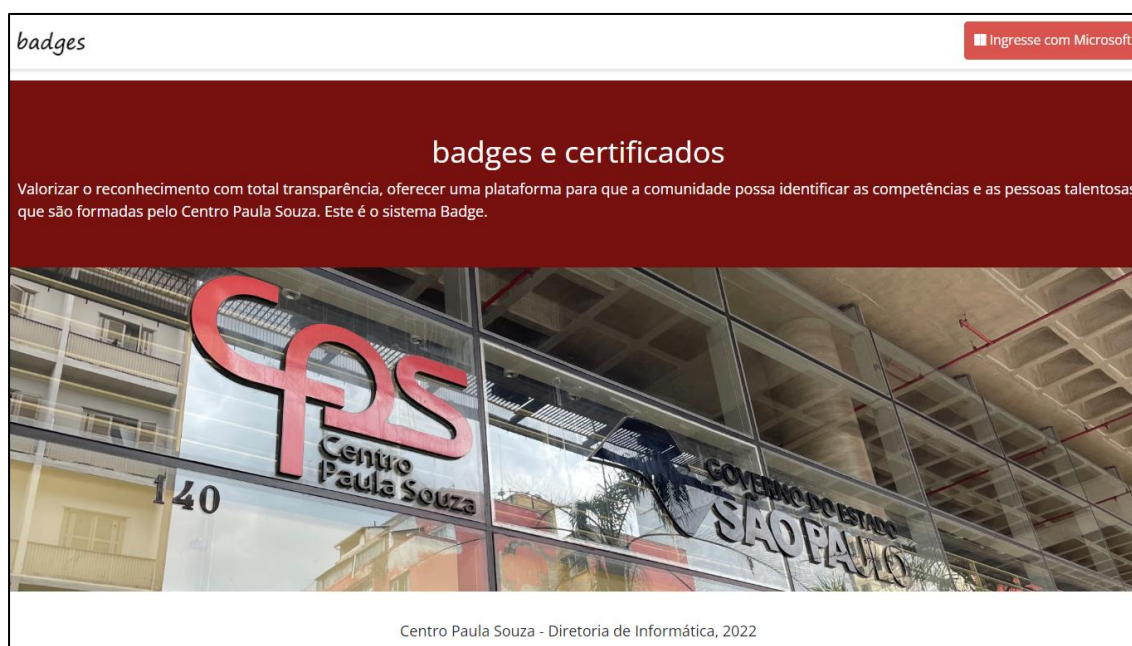 badges
Ingresse com Microsoft
badges e certificados
Valorizar o reconhecimento com total transparência, oferecer uma plataforma para que a comunidade possa identificar as competências e as pessoas talentosas
que são formadas pelo Centro Paula Souza. Este é o sistema Badge.
cps
Centro
Paula Souza
140
GOVERNO DO ESTADO
SÃO PAULO
Centro Paula Souza - Diretoria de Informática, 2022